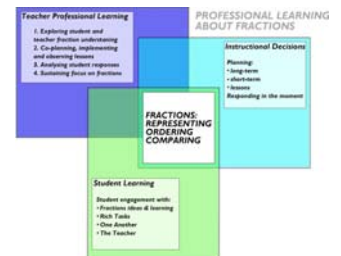 PROFESSIONAL LEARNING
ABOUT FRACTIONS
Teacher Professional Learning
1. Exploring student and
teacher fraction understanding
2. Co-planning, implementing
and observing lessons
3. Analysing student responses
4. Sustaining focus on fractions
Instructional Decisions
Planning:
• long-term
• short-term
• lessons
Responding in the moment
FRACTIONS:
REPRESENTING
ORDERING
COMPARING
Student Learning
Student engagement with:
• Fractions ideas & learning
• Rich Tasks
• One Another
• The Teacher